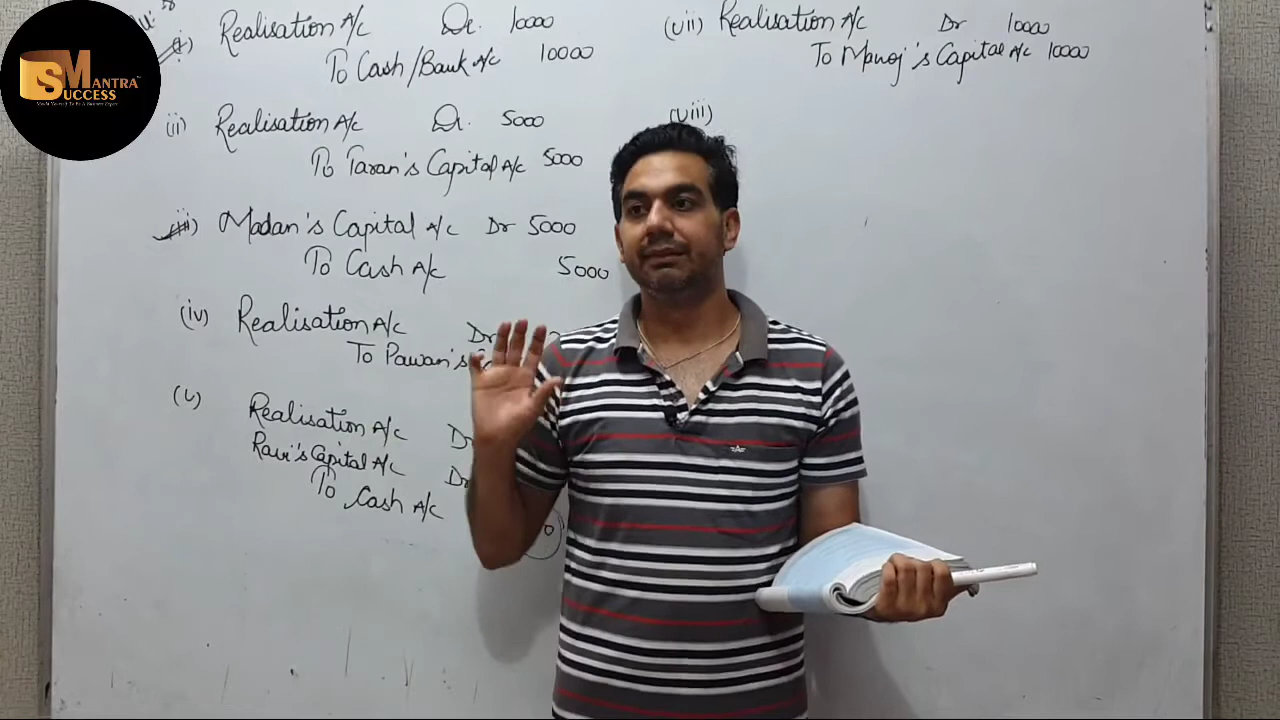 MANTRA
SUCCESS
(i) Realisation A/c Dr. 10000
To Cash/Bank A/c 10000
(ii) Realisation A/c Dr. 5000
To Taran's Capital A/c 5000
(iii) Madan's Capital A/c Dr 5000
To Cash A/c 5000
(iv) Realisation A/c Dr
To Pawan's
(v) Realisation A/c Dr
Ravi's Capital A/c Dr
To Cash A/c
(vii) Realisation A/c Dr 10000
To Manoj's Capital A/c 10000
(viii)